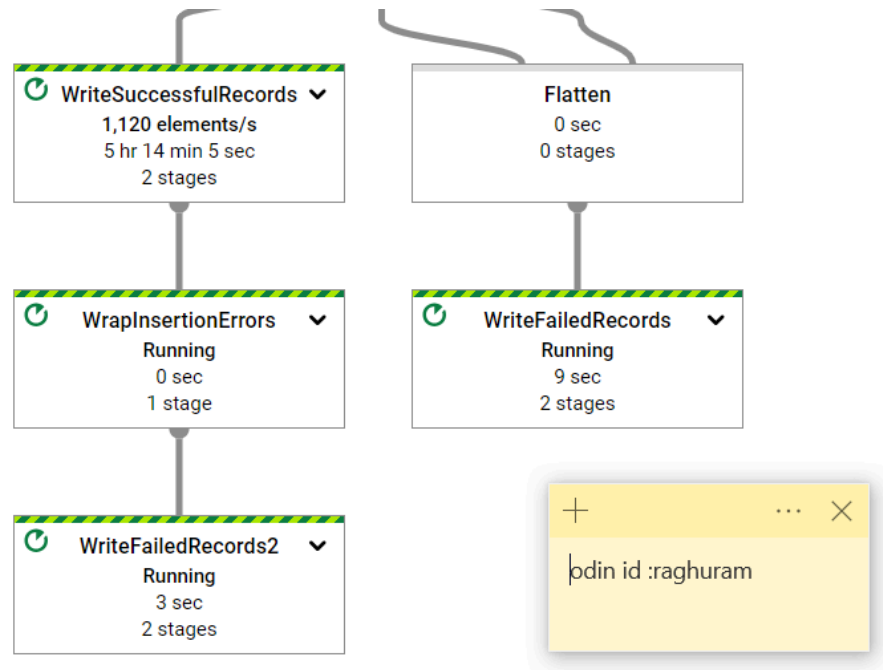 WriteSuccessfulRecords
1,120 elements/s
5 hr 14 min 5 sec
2 stages
Flatten
0 sec
0 stages
WrapInsertionErrors
Running
0 sec
1 stage
WriteFailedRecords
Running
9 sec
2 stages
WriteFailedRecords2
Running
3 sec
2 stages
odin id :raghuram